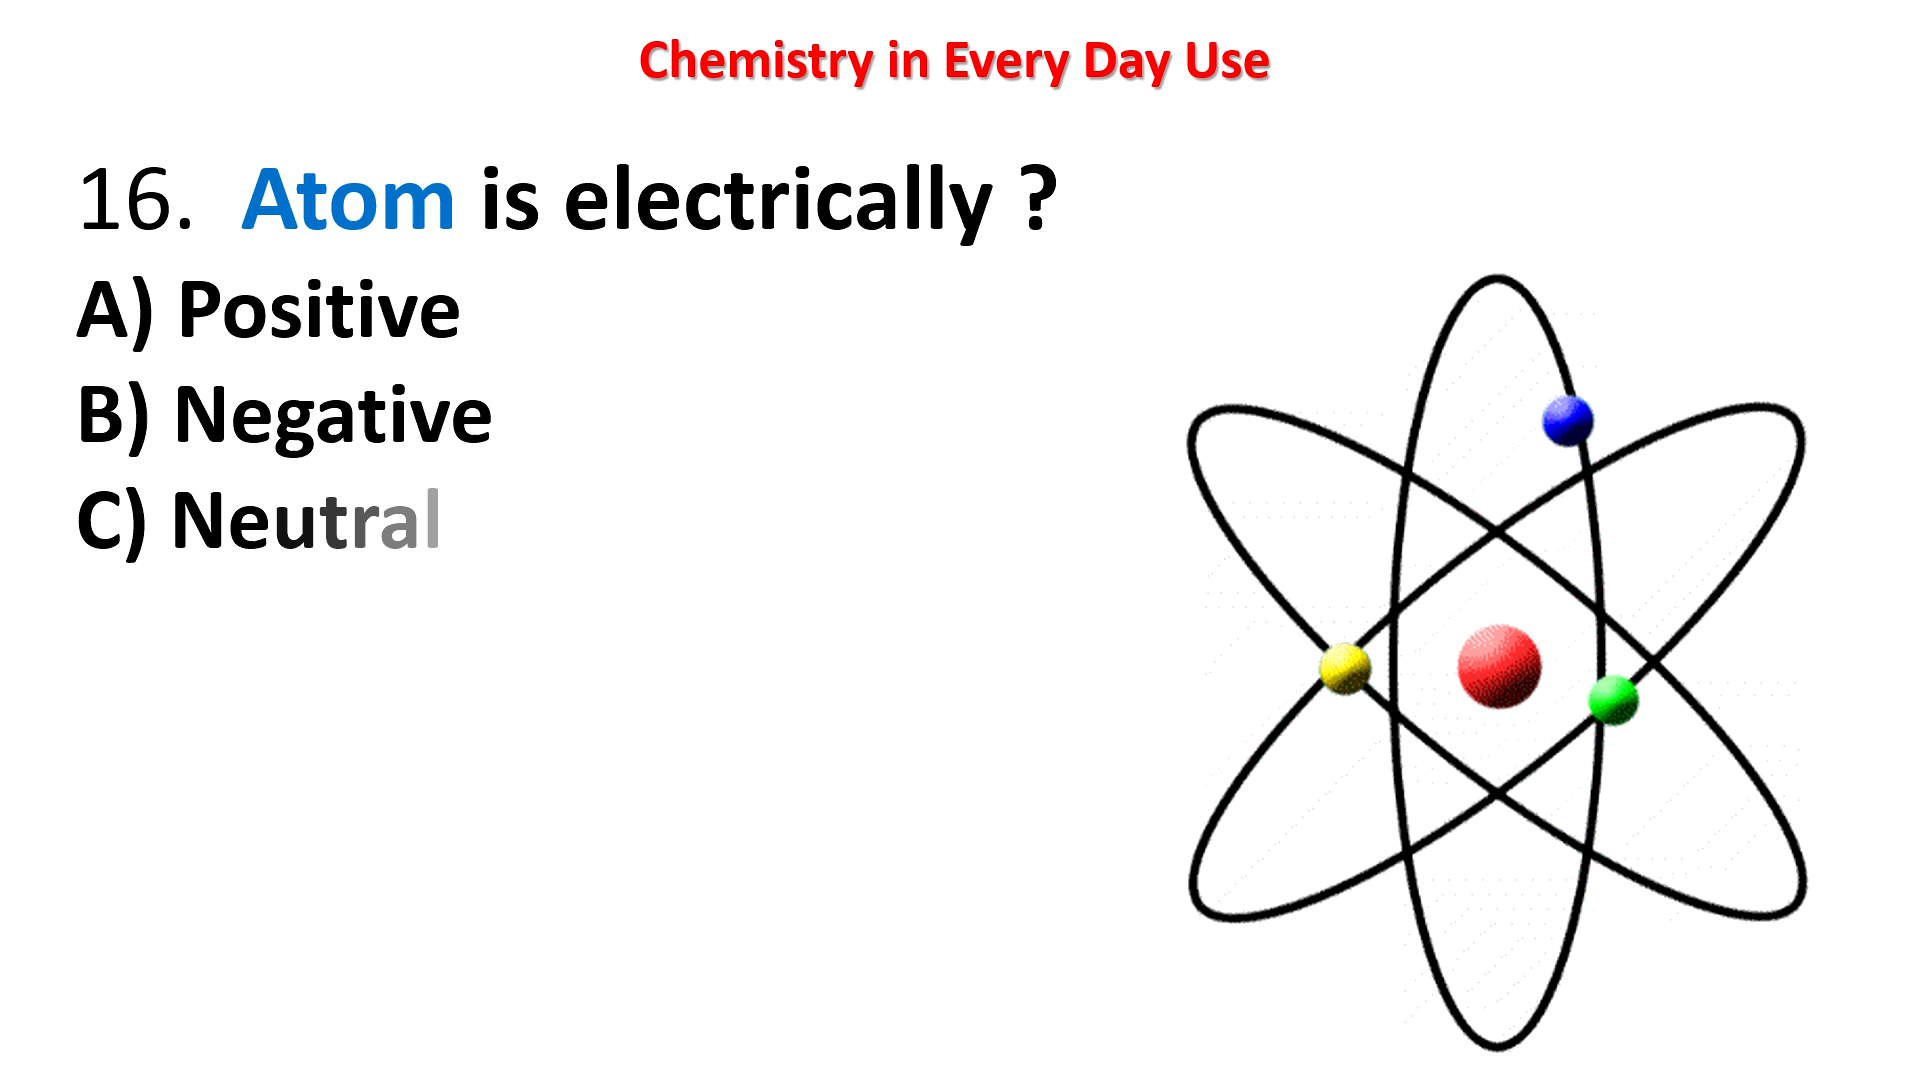 Chemistry in Every Day Use
16. Atom is electrically ?
A) Positive
B) Negative
C) Neutral